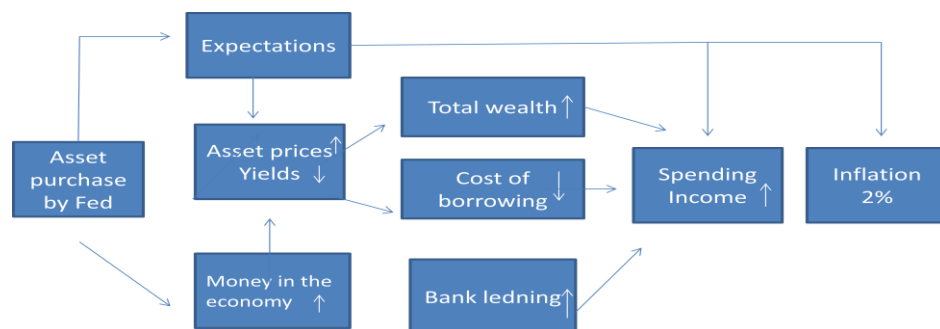 Expectations
Total wealth
Asset
purchase
by Fed
Asset prices
Yields
Cost of
borrowing
Spending
Income
Inflation
2%
Money in the
economy
Bank ledning